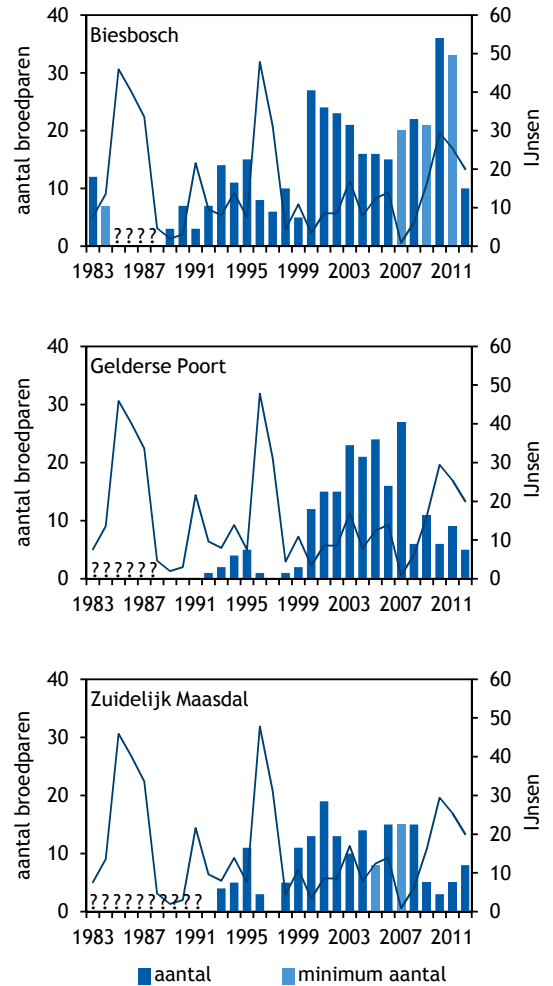 40 60
Biesbosch
50
30
40
20 30
20
10
10
????
0 0
1983 1987 1991 1995 1999 2003 2007 2011
aantal broedparen
IJnsen
40 60
Gelderse Poort
50
30
40
20 30
20
10
10
??????
0 0
1983 1987 1991 1995 1999 2003 2007 2011
aantal broedparen
IJnsen
40 60
Zuidelijk Maasdal
50
30
40
20 30
20
10
10
??????????
0 0
1983 1987 1991 1995 1999 2003 2007 2011
aantal broedparen
IJnsen
aantal minimum aantal